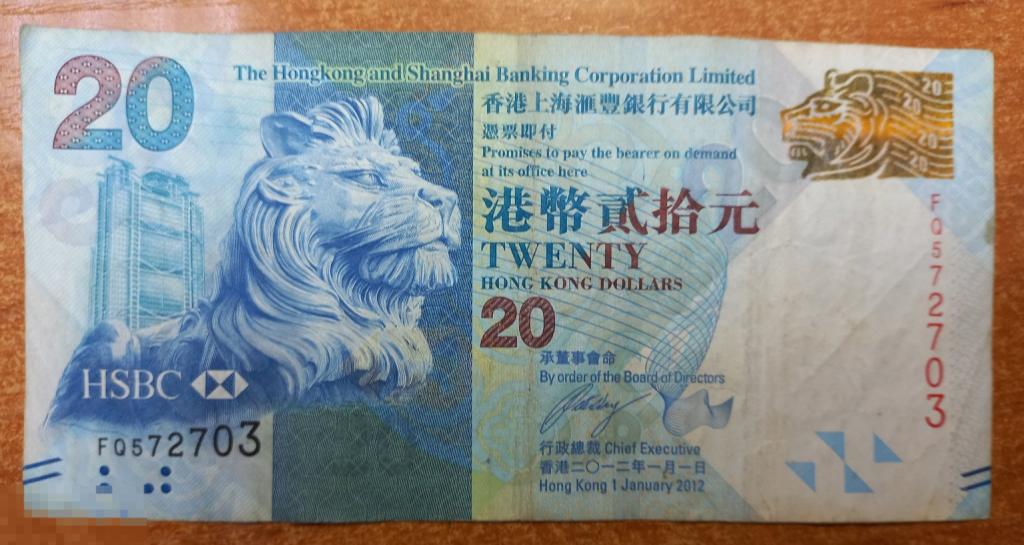 20
The Hongkong and Shanghai Banking Corporation Limited
香港上海滙豐銀行有限公司
憑票即付
Promises to pay the bearer on demand
at its office here
港幣貳拾元
TWENTY
HONG KONG DOLLARS
20
承董事會命
By order of the Board of Directors
行政總裁 Chief Executive
香港二〇一二年一月一日
Hong Kong 1 January 2012
HSBC
FQ572703
20
20
20
20
FQ572703